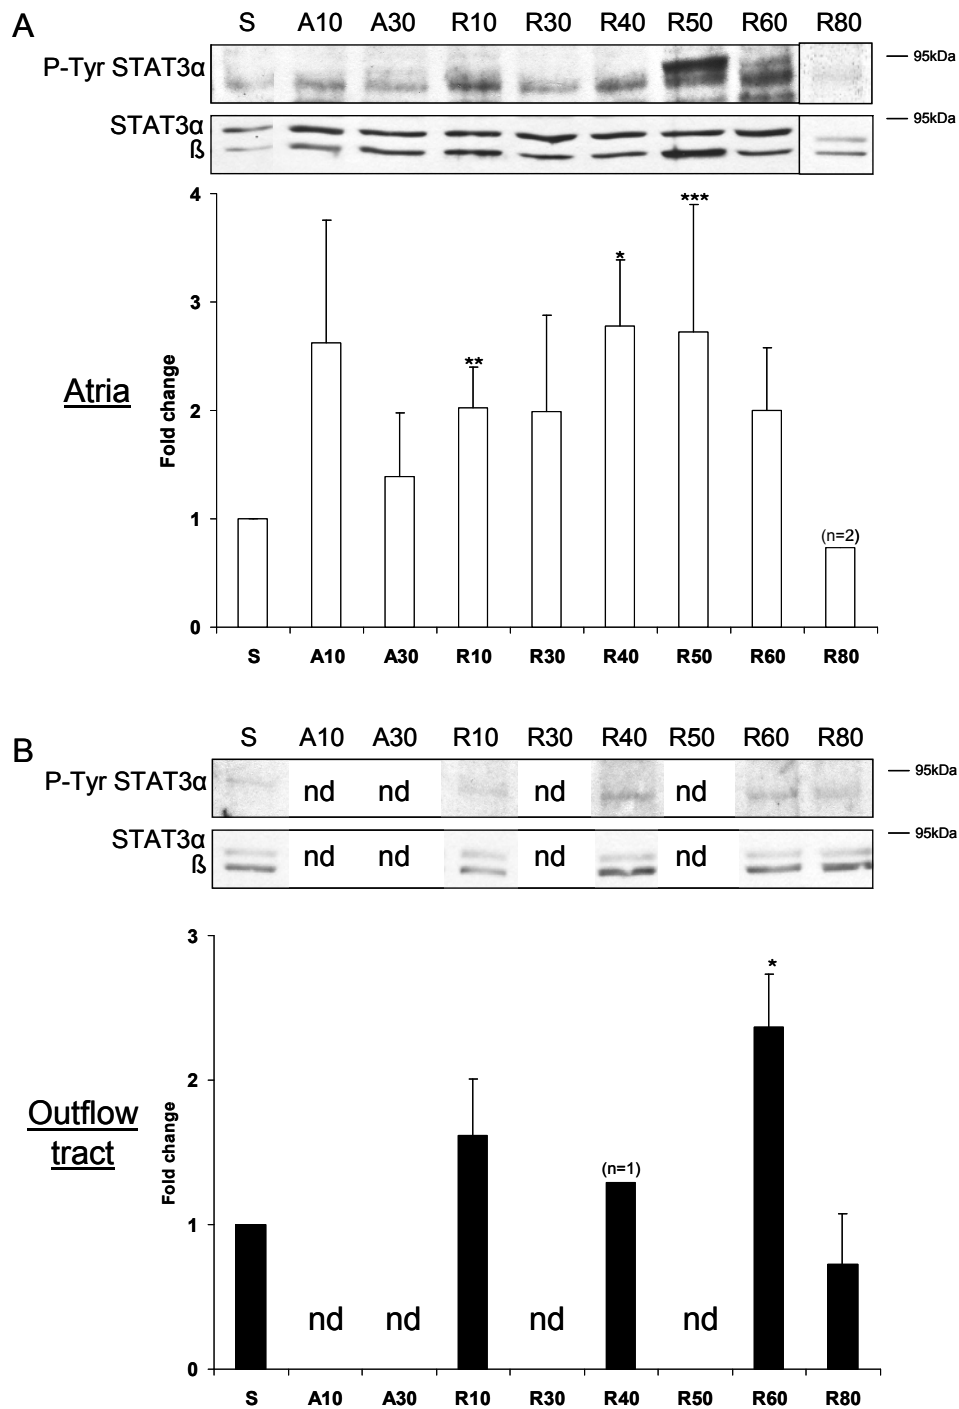 A
S A10 A30 R10 R30 R40 R50 R60 R80
P-Tyr STAT3α
95kDa
STAT3α
ß
95kDa
Atria
Fold change
4
3
2
1
0
**
*
***
(n=2)
S A10 A30 R10 R30 R40 R50 R60 R80
B
S A10 A30 R10 R30 R40 R50 R60 R80
P-Tyr STAT3α
nd nd nd nd
95kDa
STAT3α
ß
nd nd nd nd
95kDa
Outflow
tract
Fold change
3
2
1
0
(n=1)
*
nd nd nd nd
S A10 A30 R10 R30 R40 R50 R60 R80